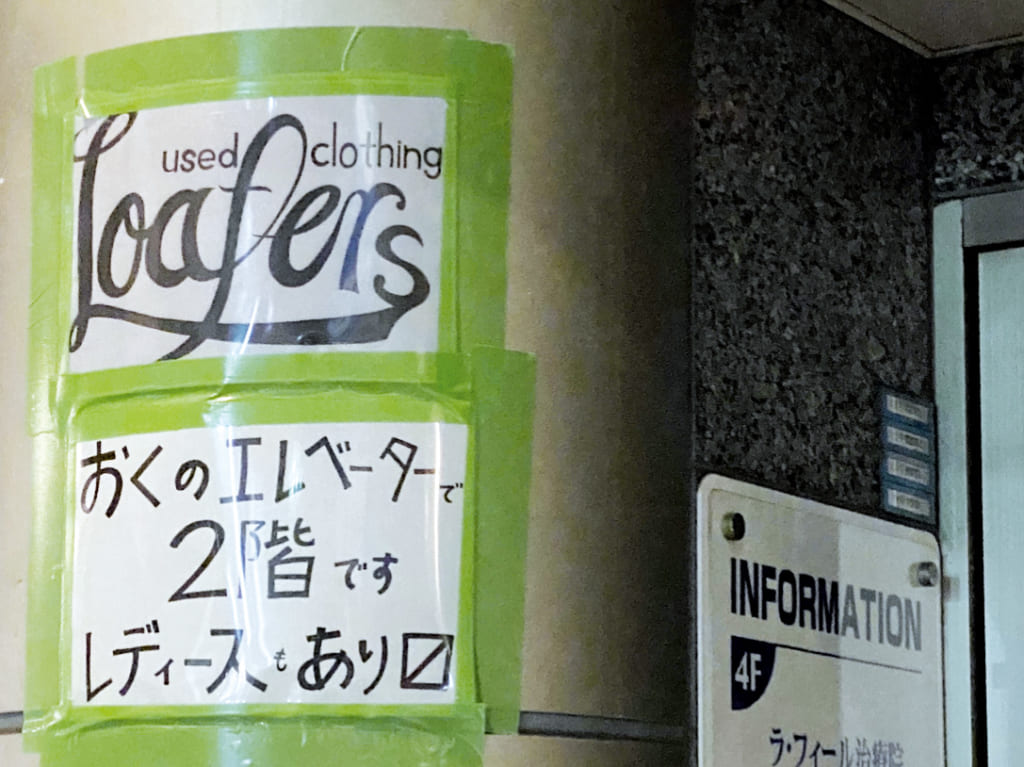 used clothing
Loafers
おくのエレベーターで
2階です
レディースもあり〼
INFORMATION
4F
ラ・フィール治療院